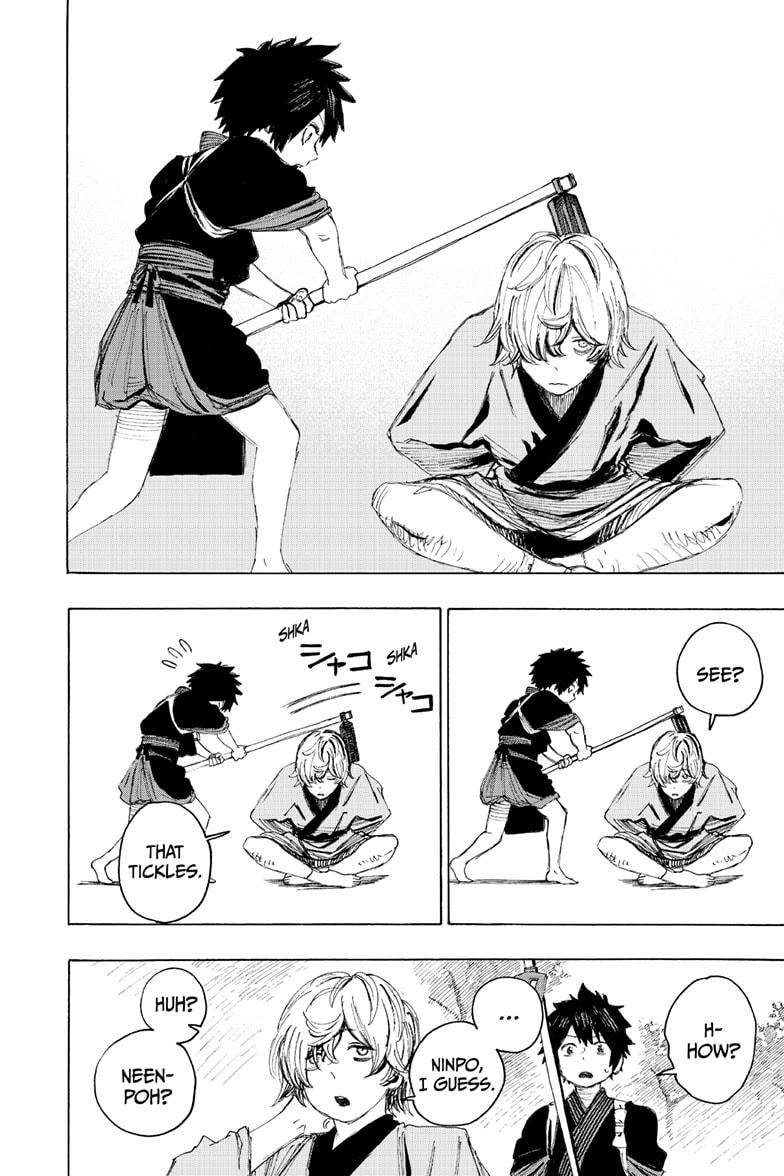 SEE?
SHKA
シャコ
SHKA
シャコ
THAT
TICKLES.
H-
HOW?
...
NINPO,
I GUESS.
HUH?
NEEN-
POH?